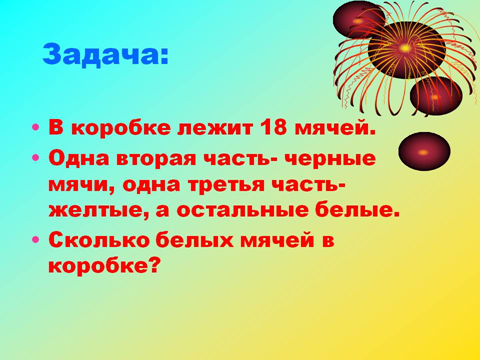 Задача:
В коробке лежит 18 мячей.
Одна вторая часть- черные
мячи, одна третья часть-
желтые, а остальные белые.
Сколько белых мячей в
коробке?